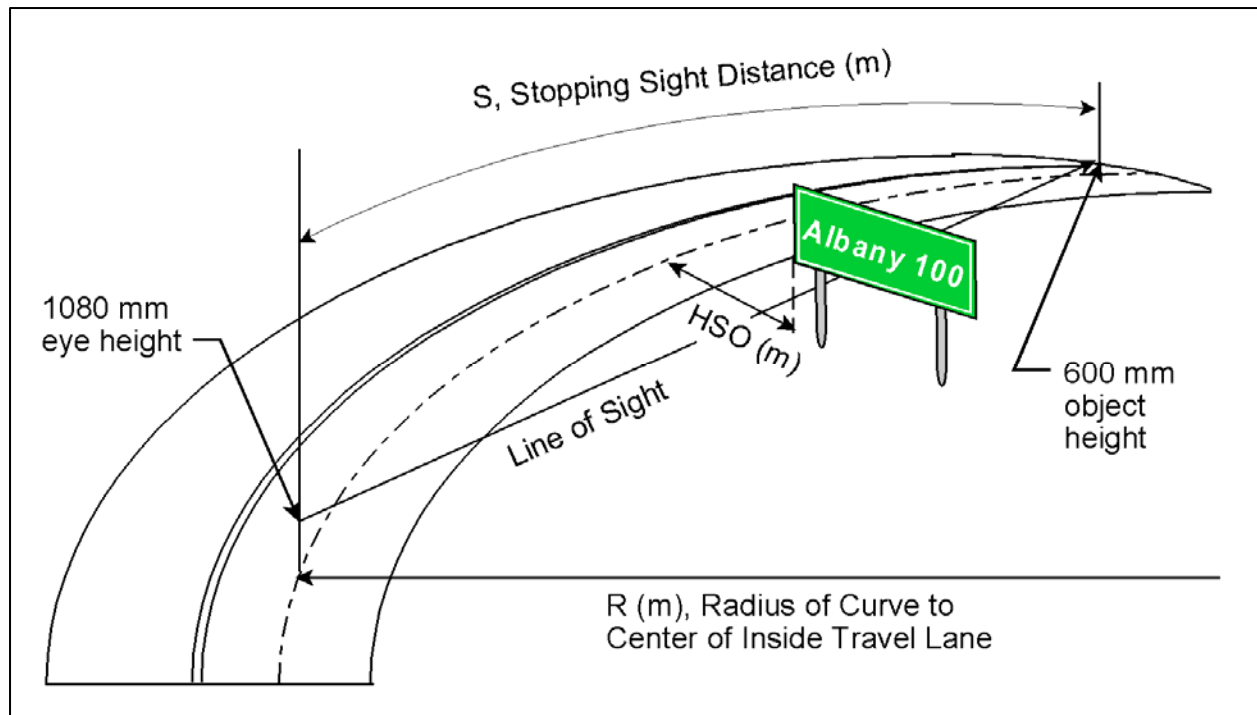 S, Stopping Sight Distance (m)
Albany 100
1080 mm
eye height
HSO (m)
Line of Sight
600 mm
object
height
R (m), Radius of Curve to
Center of Inside Travel Lane